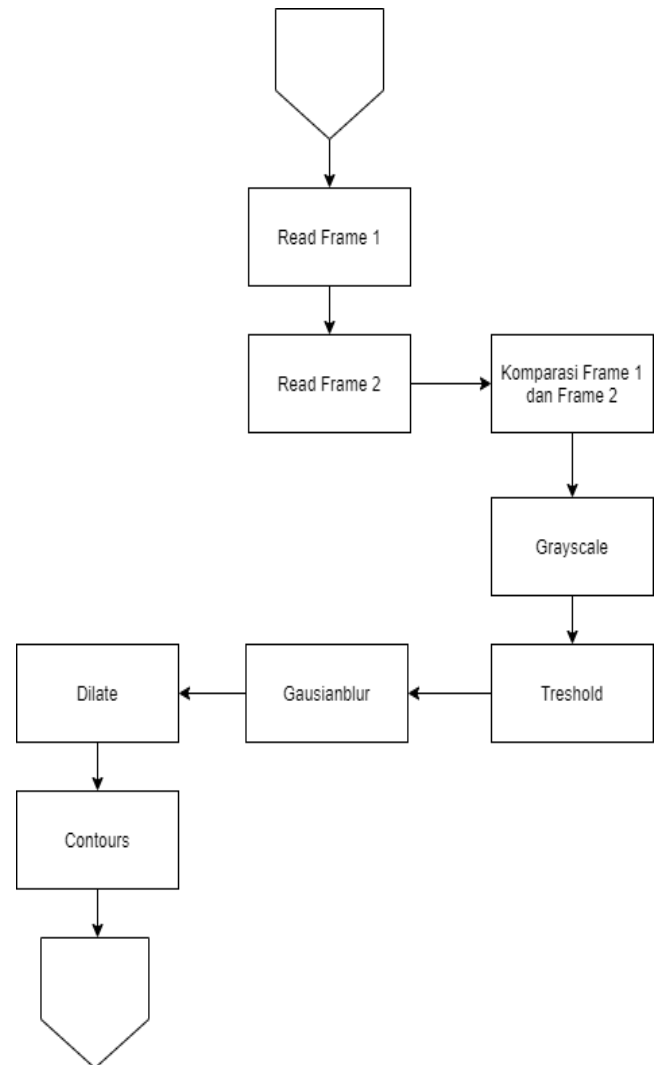 Read Frame 1
Read Frame 2
Komparasi Frame 1
dan Frame 2
Grayscale
Treshold
Gausianblur
Dilate
Contours